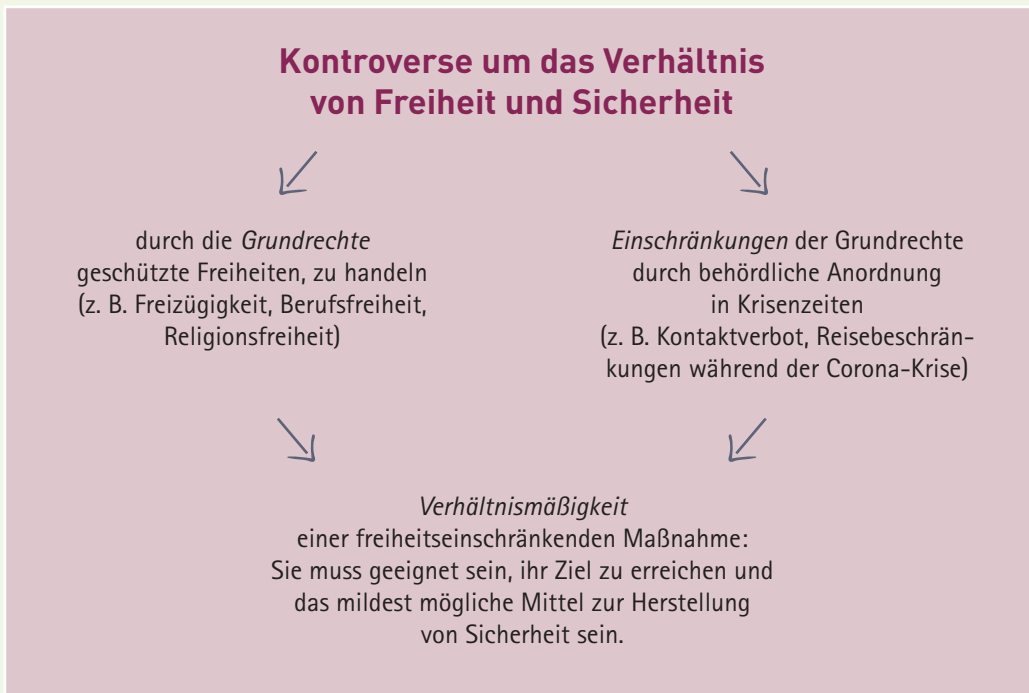 Kontroverse um das Verhältnis
von Freiheit und Sicherheit
durch die Grundrechte
geschützte Freiheiten, zu handeln
(z. B. Freizügigkeit, Berufsfreiheit,
Religionsfreiheit)
Einschränkungen der Grundrechte
durch behördliche Anordnung
in Krisenzeiten
(z. B. Kontaktverbot, Reisebeschrän-
kungen während der Corona-Krise)
Verhältnismäßigkeit
einer freiheitseinschränkenden Maßnahme:
Sie muss geeignet sein, ihr Ziel zu erreichen und
das mildest mögliche Mittel zur Herstellung
von Sicherheit sein.